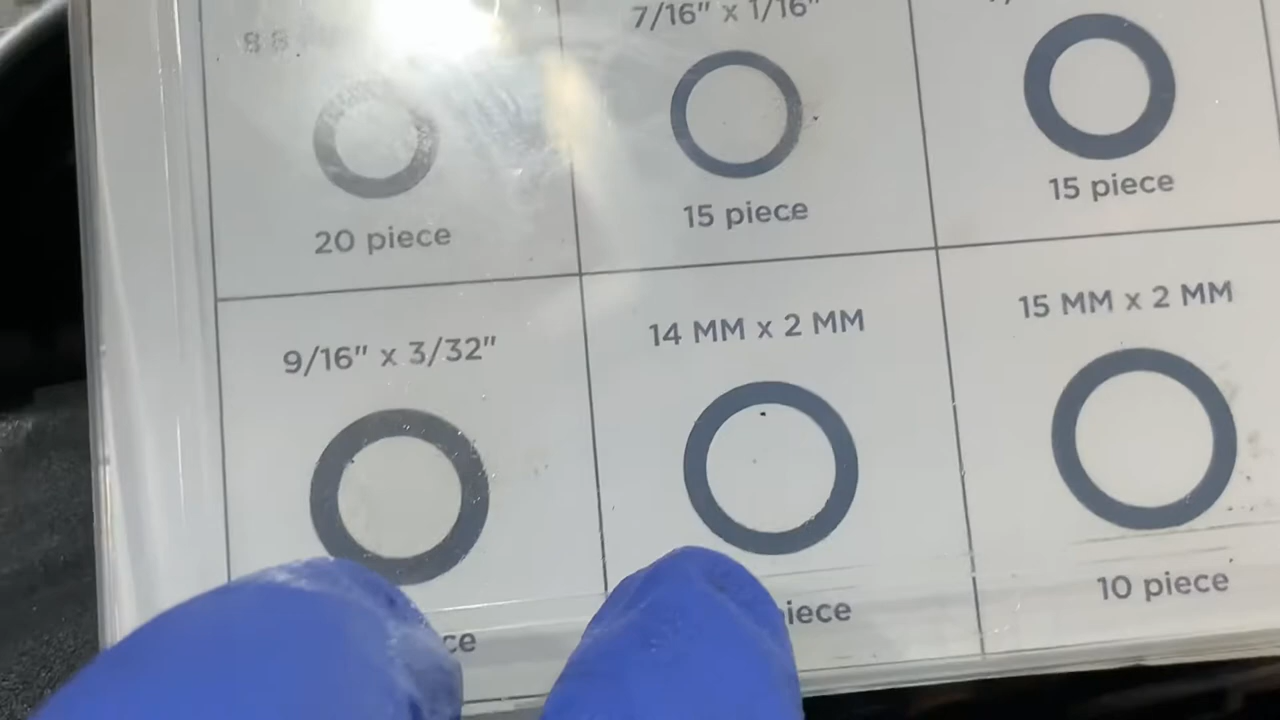 7/16" x 1/16"
20 piece
15 piece
15 piece
9/16" x 3/32"
14 MM x 2 MM
15 MM x 2 MM
10 piece